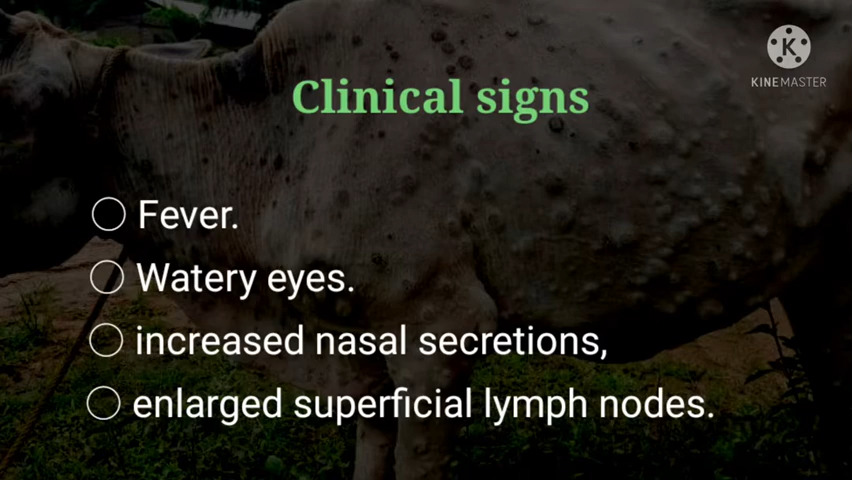 KINEMASTER
Clinical signs
Fever.
Watery eyes.
increased nasal secretions,
enlarged superficial lymph nodes.